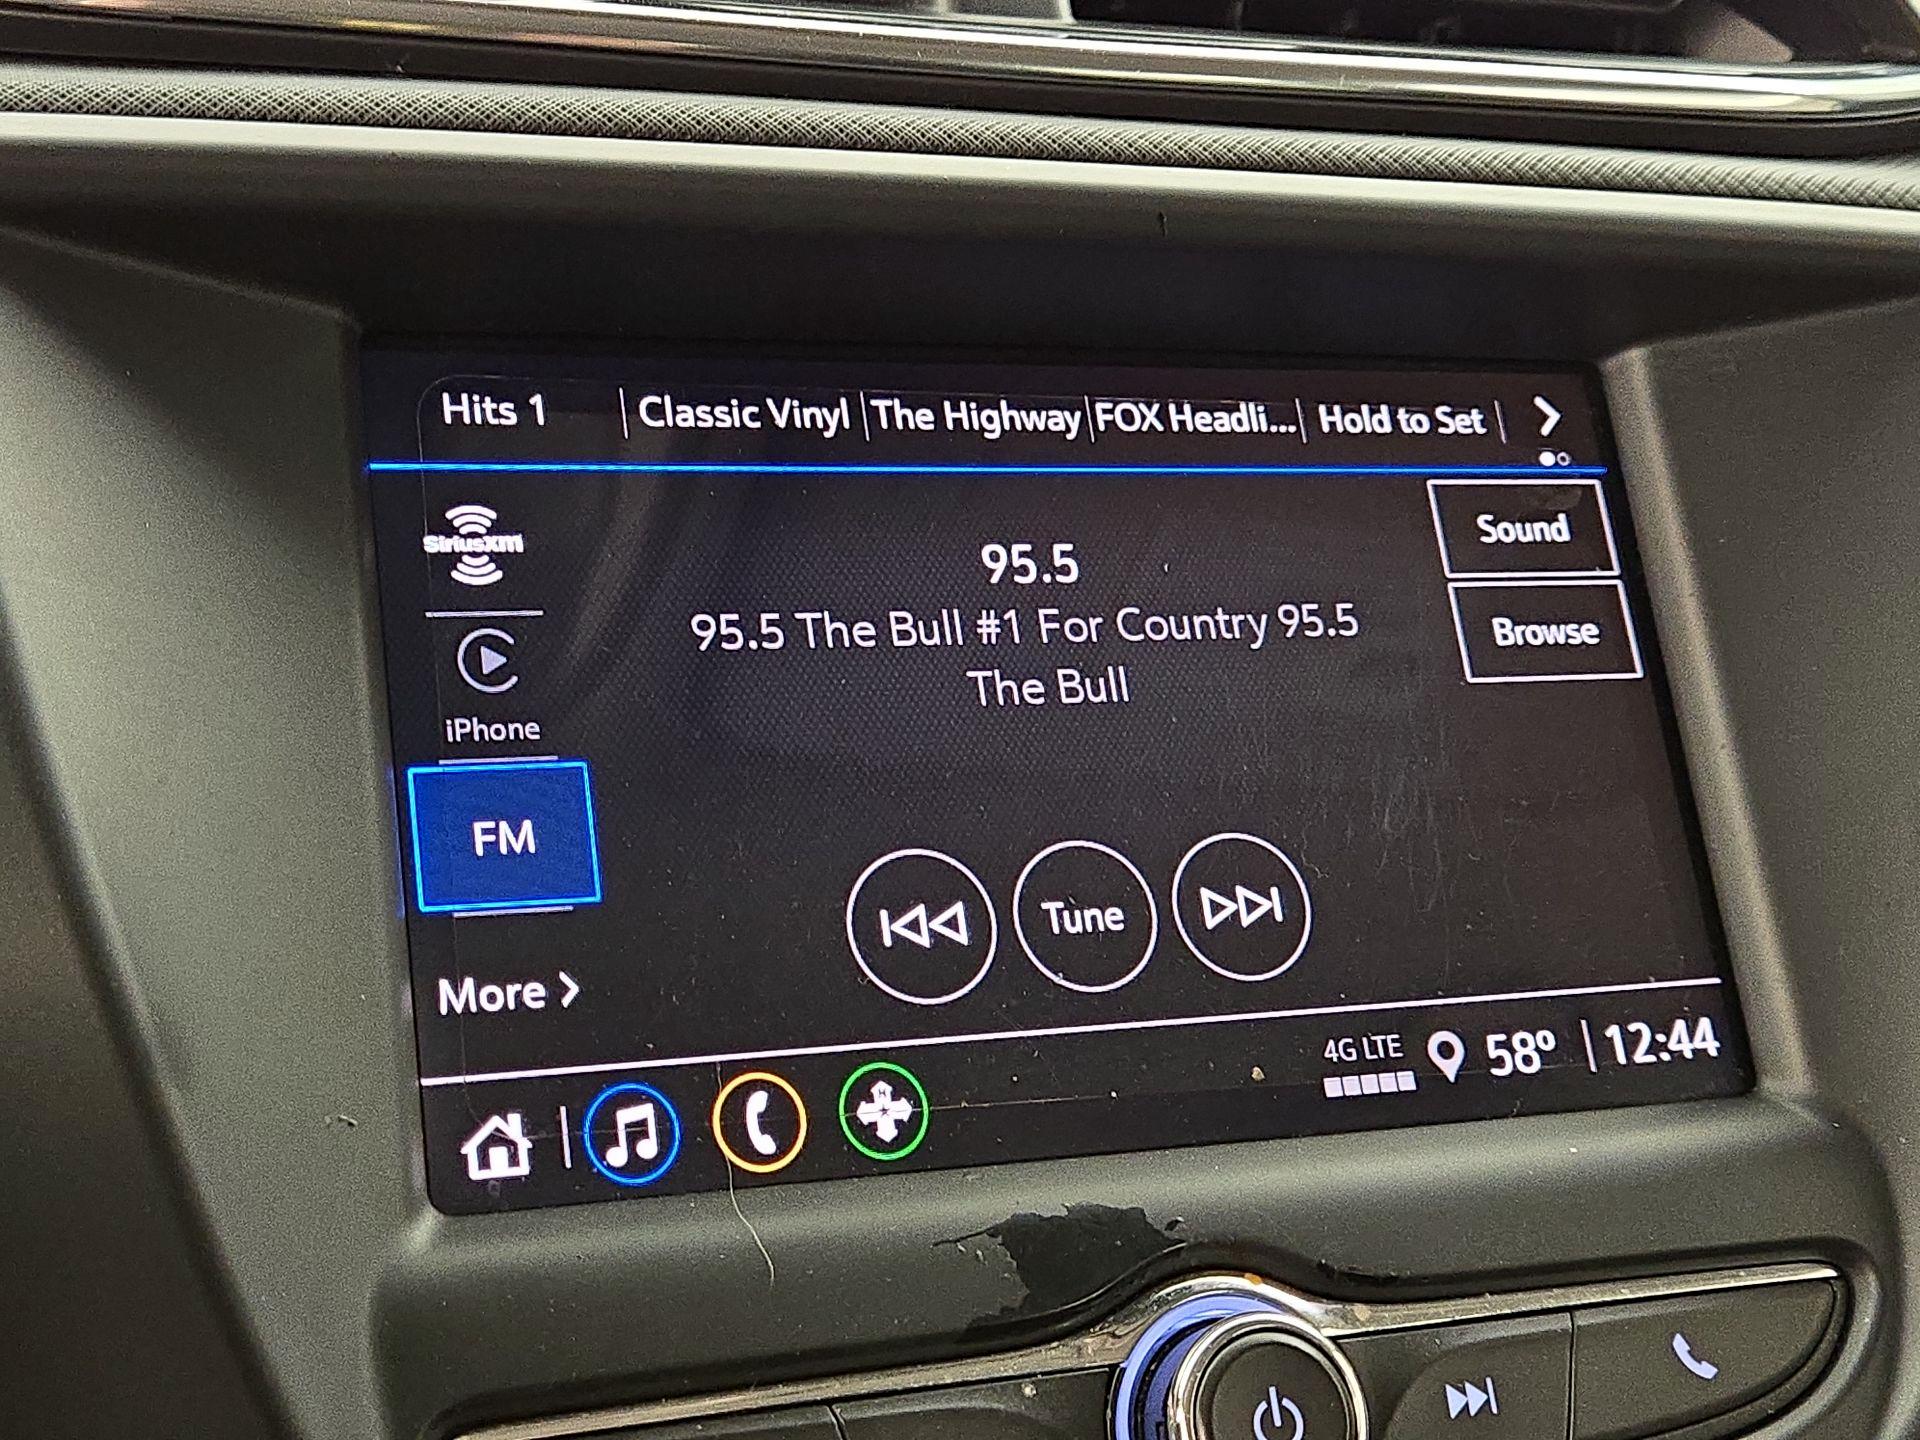 Hits 1 Classic Vinyl The Highway FOX Headli... Hold to Set
SiriusXm
Sound
95.5
95.5 The Bull #1 For Country 95.5
The Bull
Browse
iPhone
FM
Tune
More
4G LTE 58° 12:44